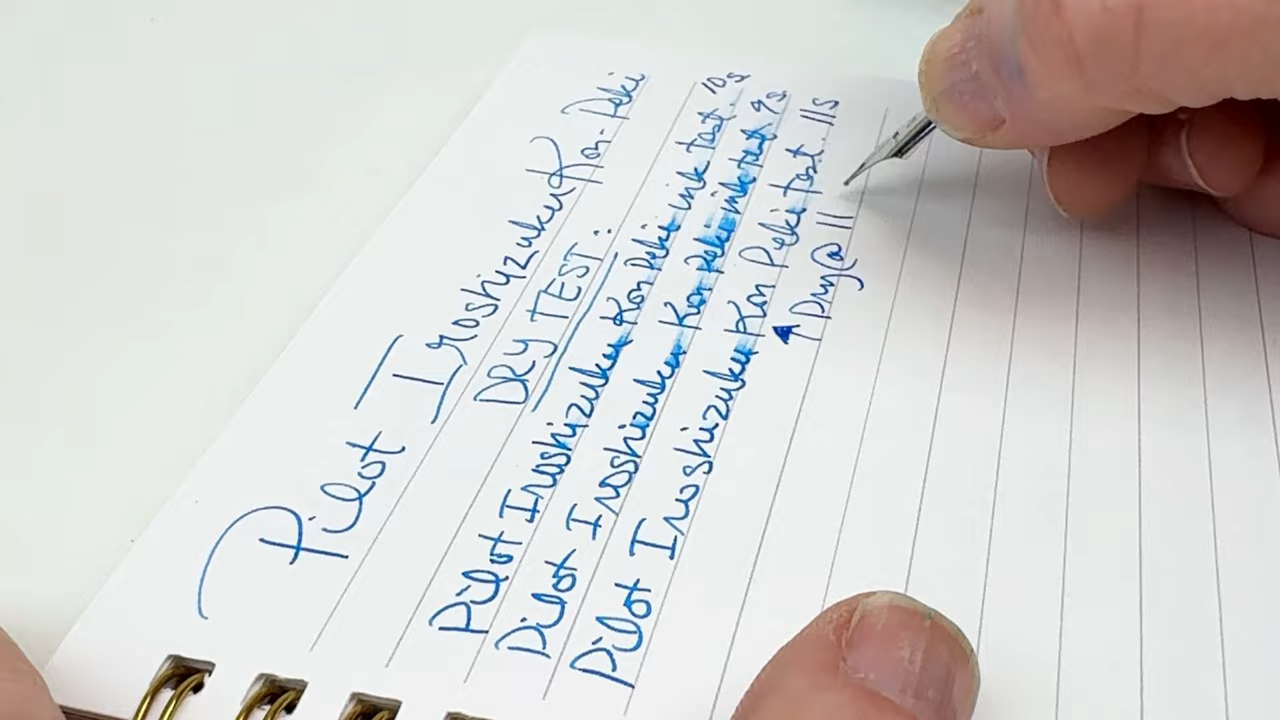 Pilot Iroshizuku Kon-Peki
DRY TEST:
Pilot Iroshizuku Kon Peki ink test 10s
Pilot Iroshizuku Kon Peki ink test 9s
Pilot Iroshizuku Kon Peki test 11s
↑ Dry@11